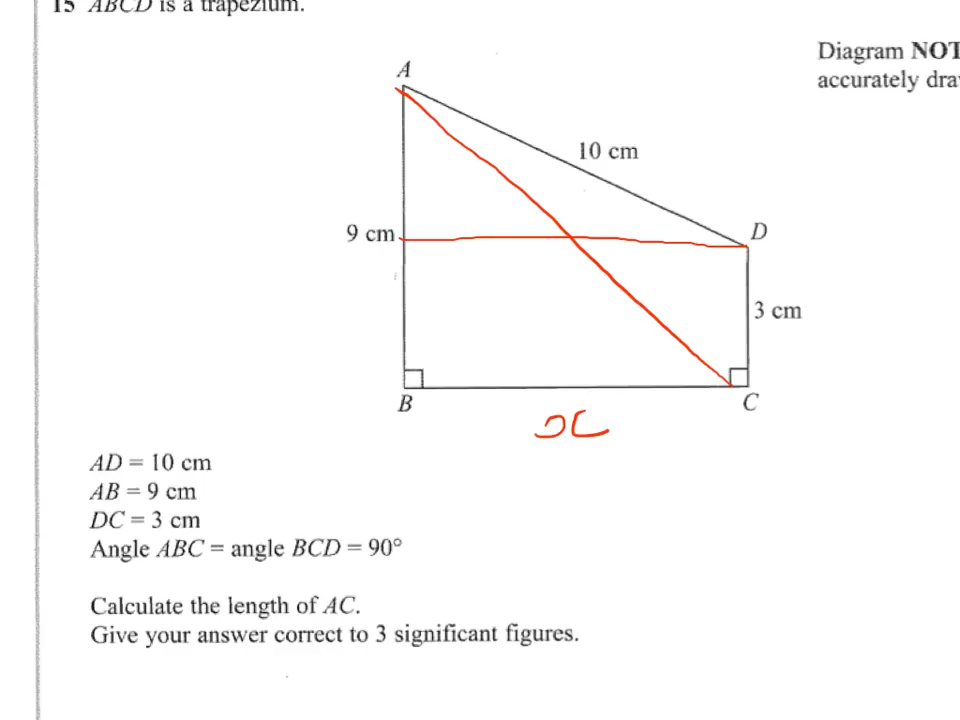 15 ABCD is a trapezium.
Diagram NOT
accurately
A
10 cm
9 cm
D
3 cm
B
C
x
AD = 10 cm
AB = 9 cm
DC = 3 cm
Angle ABC = angle BCD = 90°
Calculate the length of AC.
Give your answer correct to 3 significant figures.